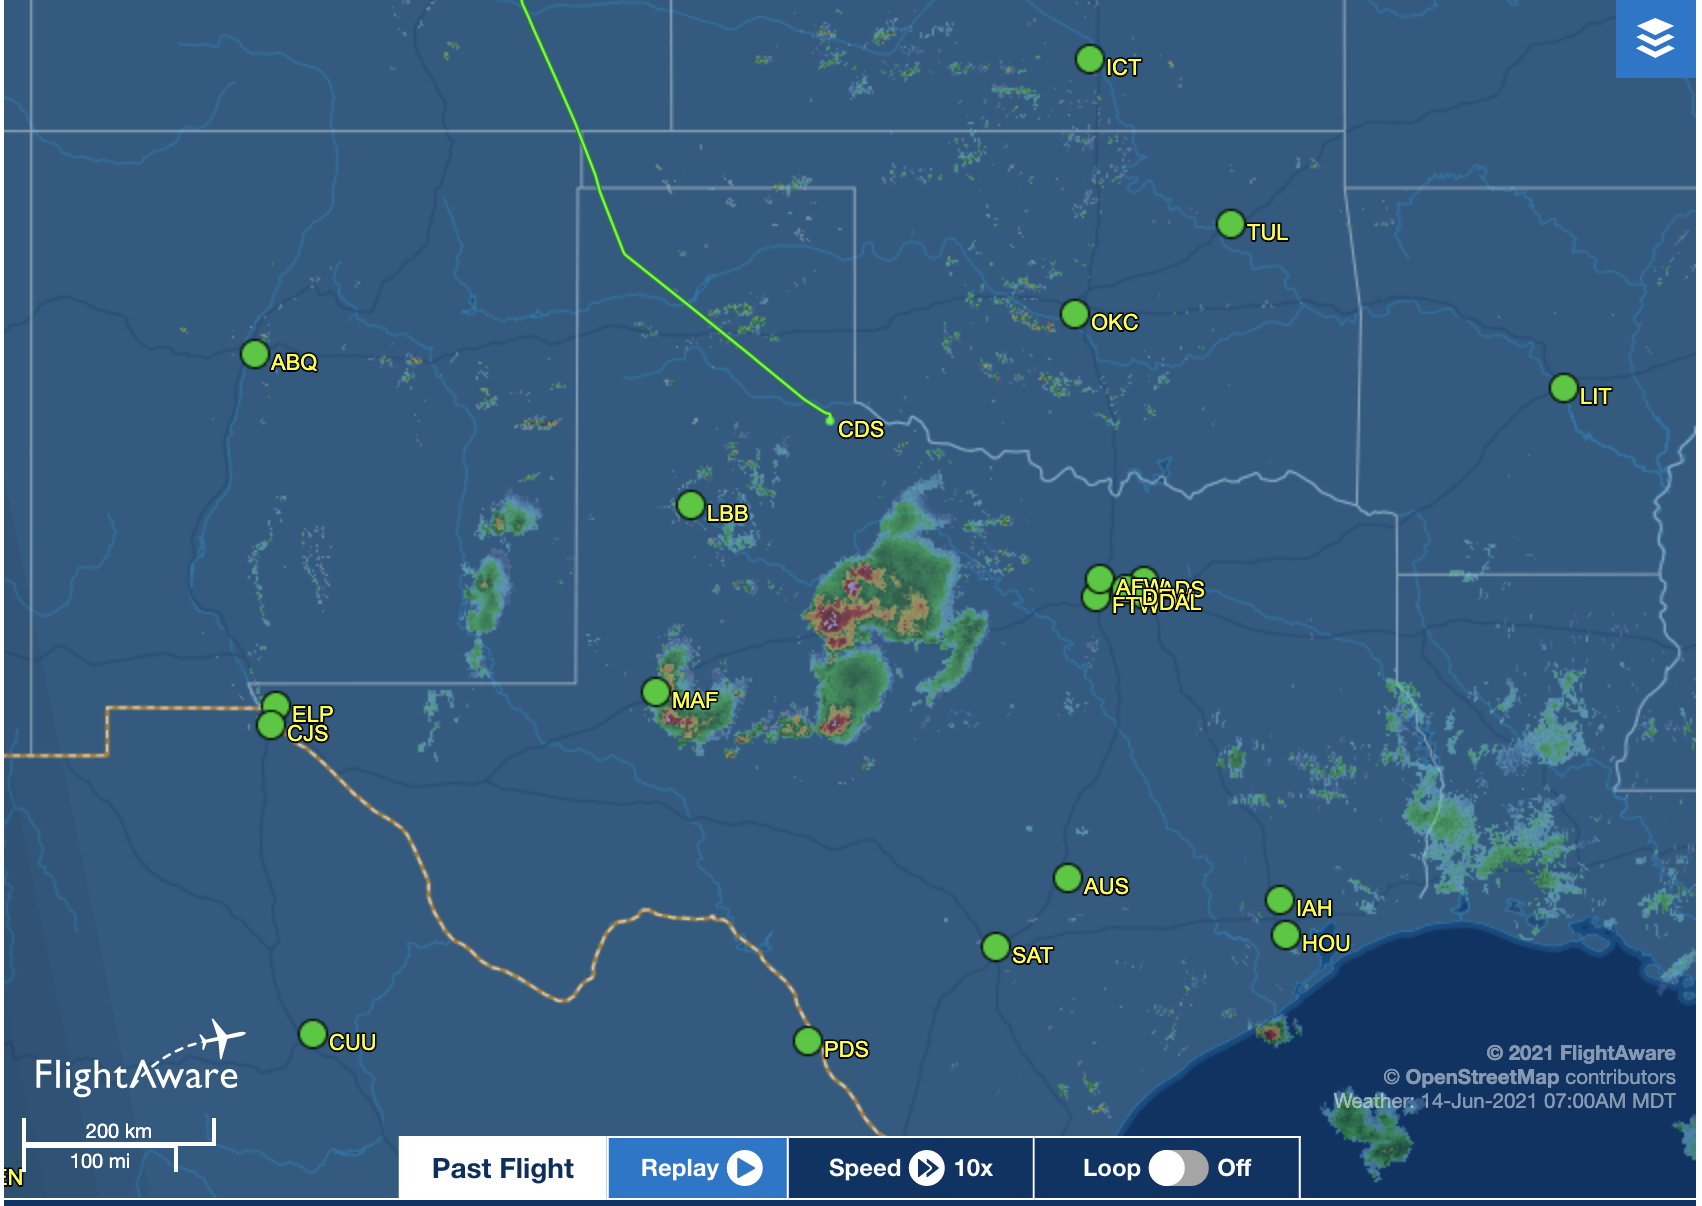 ICT
TUL
OKC
ABQ
LIT
CDS
LBB
AFW
ADS
FTW
DAL
MAF
ELP
CJS
AUS
IAH
HOU
SAT
CUU
PDS
FlightAware
© 2021 FlightAware
© OpenStreetMap contributors
Weather: 14-Jun-2021 07:00AM MDT
200 km
100 mi
EN
Past Flight
Replay
Speed
10x
Loop
Off